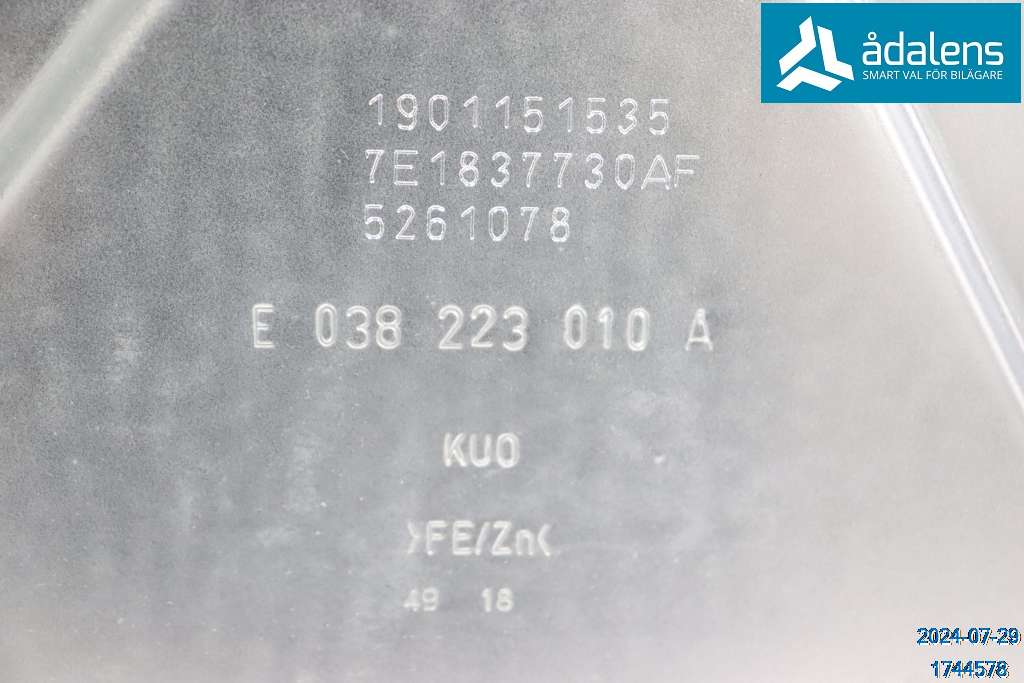 ådalens
SMART VAL FÖR BILÄGARE
1901151535
7E1837730AF
5261078
E 038 223 010 A
KUO
>FE/Zn<
49 18
2024-07-29
1744578